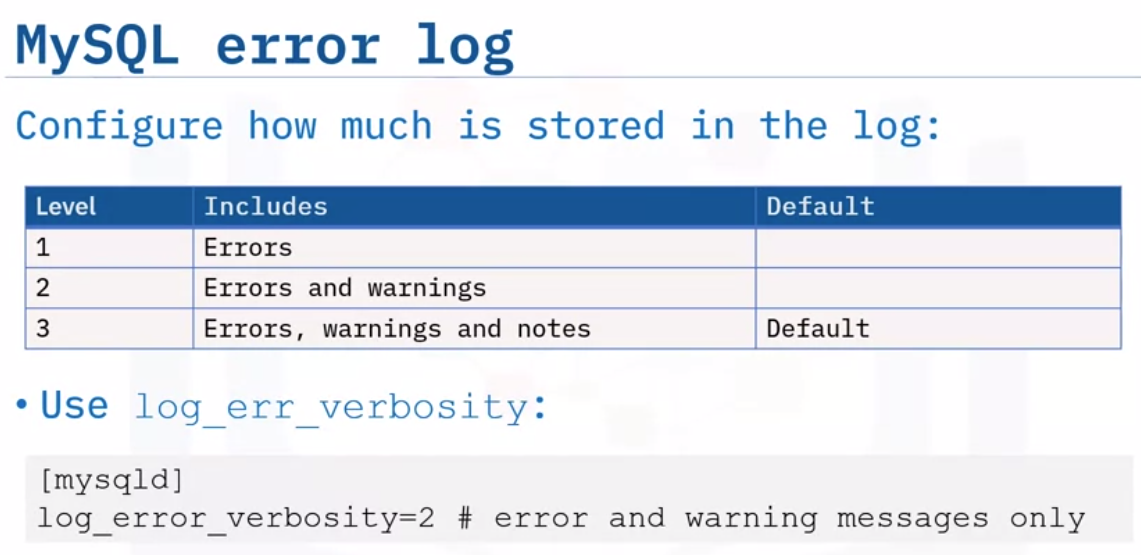 MySQL error log
Configure how much is stored in the log:
Level Includes Default
1 Errors
2 Errors and warnings
3 Errors, warnings and notes Default
• Use log_err_verbosity:
[mysqld]
log_error_verbosity=2 # error and warning messages only